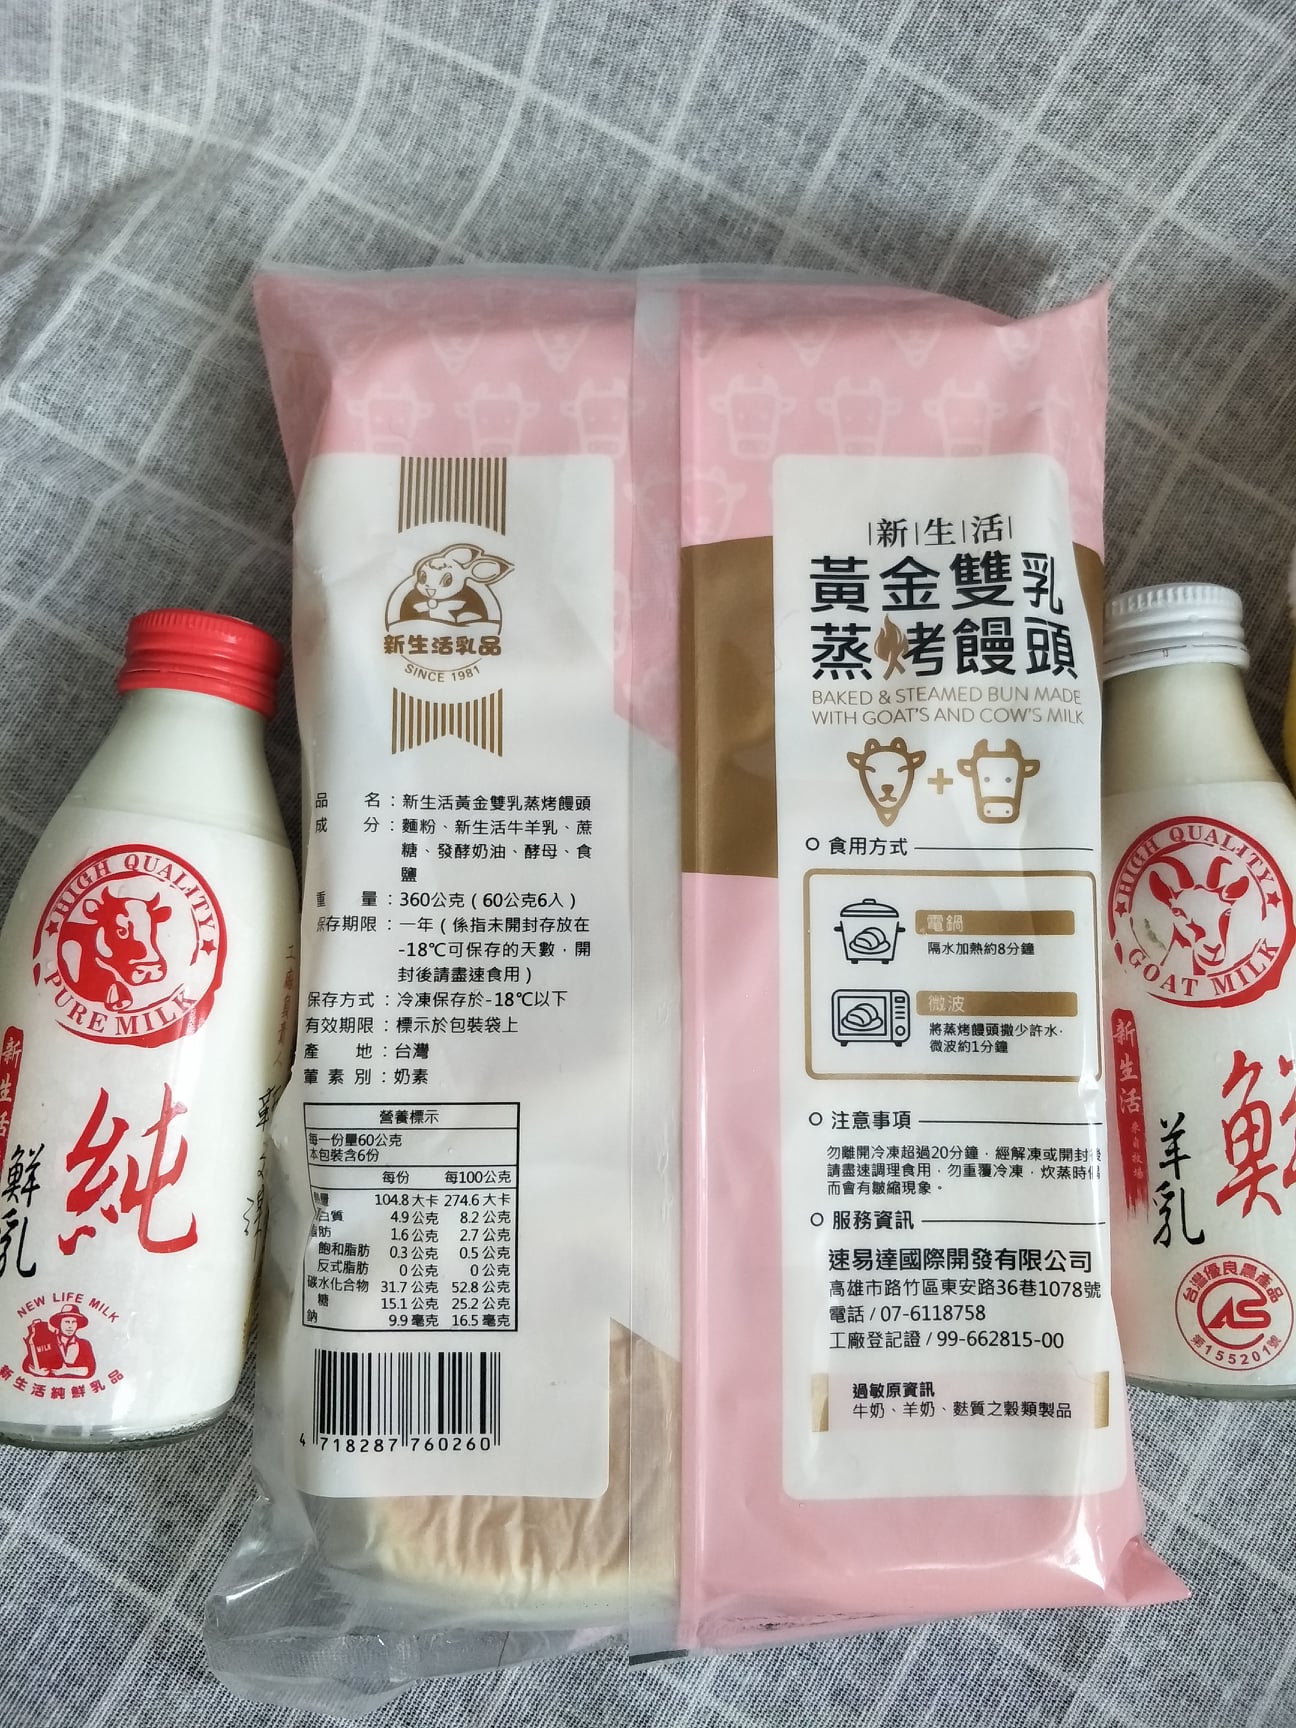 HIGH QUALITY
PURE MILK
新生活
純
鮮乳
NEW LIFE MILK
MILK
新生活純鮮乳品
新生活乳品
SINCE 1981
品 名：新生活黃金雙乳蒸烤饅頭
成 分：麵粉、新生活牛羊乳、蔗
糖、發酵奶油、酵母、食
鹽
重 量：360公克(60公克6入)
保存期限：一年(係指未開封存放在
-18℃可保存的天數，開
封後請盡速食用)
保存方式：冷凍保存於-18℃以下
有效期限：標示於包裝袋上
產 地：台灣
葷 素 別：奶素
營養標示
每一份量60公克
本包裝含6份
每份 每100公克
熱量 104.8 大卡 274.6 大卡
蛋白質 4.9 公克 8.2 公克
脂肪 1.6 公克 2.7 公克
飽和脂肪 0.3 公克 0.5 公克
反式脂肪 0 公克 0 公克
碳水化合物 31.7 公克 52.8 公克
糖 15.1 公克 25.2 公克
鈉 9.9 毫克 16.5 毫克
4 718287 760260
新生活
黃金雙乳
蒸烤饅頭
BAKED & STEAMED BUN MADE
WITH GOAT'S AND COW'S MILK
食用方式
電鍋
隔水加熱約8分鐘
微波
將蒸烤饅頭撒少許水，
微波約1分鐘
注意事項
勿離開冷凍超過20分鐘，經解凍或開封後
請盡速調理食用，勿重覆冷凍，炊蒸時偶
而會有皺縮現象。
服務資訊
速易達國際開發有限公司
高雄市路竹區東安路36巷1078號
電話 / 07-6118758
工廠登記證 / 99-662815-00
過敏原資訊
牛奶、羊奶、麩質之穀類製品
HIGH QUALITY
GOAT MILK
新生活
來自牧場
鮮
羊乳
台灣優良農產品
CAS
第155201號